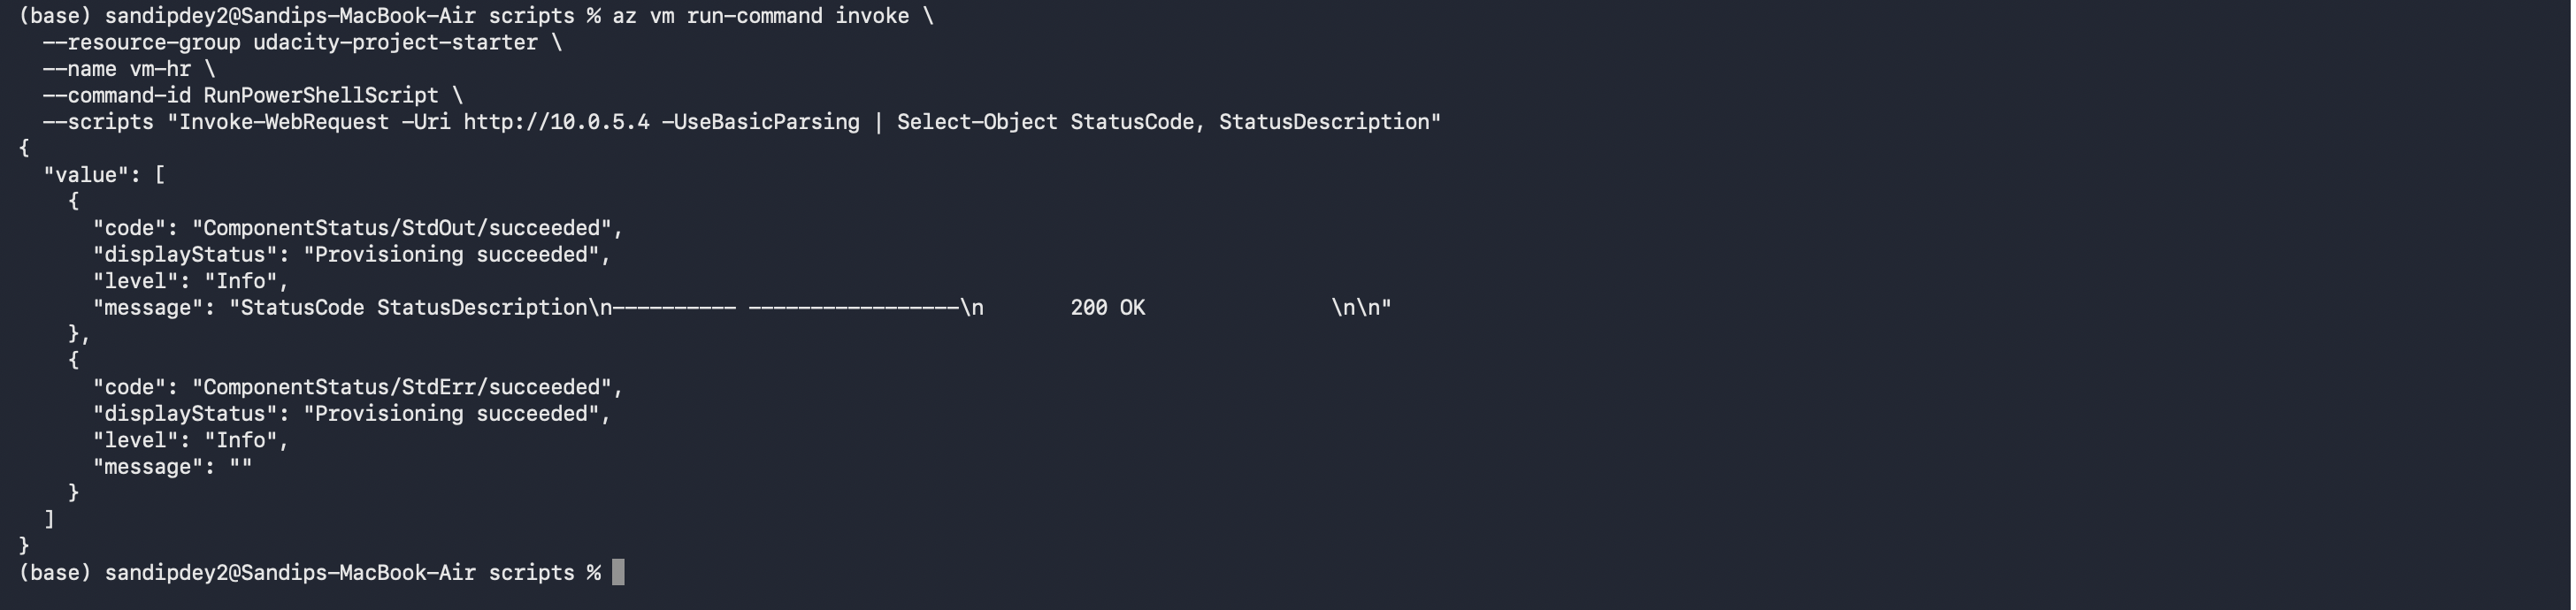 (base) sandipdey2@Sandips-MacBook-Air scripts % az vm run-command invoke \
  --resource-group udacity-project-starter \
  --name vm-hr \
  --command-id RunPowerShellScript \
  --scripts "Invoke-WebRequest -Uri http://10.0.5.4 -UseBasicParsing | Select-Object StatusCode, StatusDescription"
{
  "value": [
    {
      "code": "ComponentStatus/StdOut/succeeded",
      "displayStatus": "Provisioning succeeded",
      "level": "Info",
      "message": "StatusCode StatusDescription\n---------- -----------------\n       200 OK               \n\n"
    },
    {
      "code": "ComponentStatus/StdErr/succeeded",
      "displayStatus": "Provisioning succeeded",
      "level": "Info",
      "message": ""
    }
  ]
}
(base) sandipdey2@Sandips-MacBook-Air scripts %